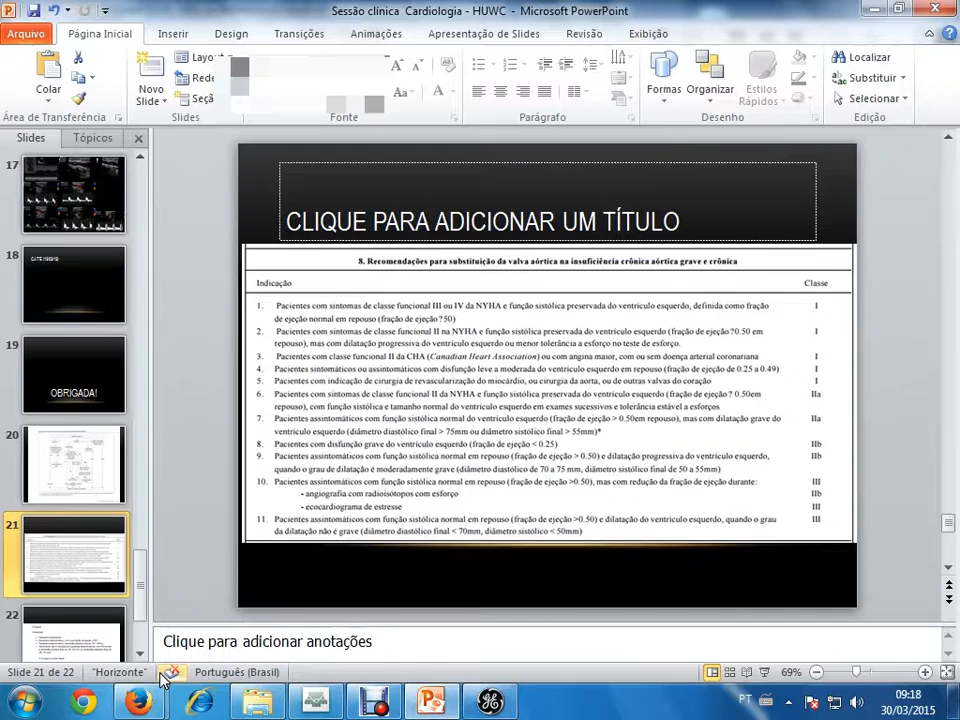 Sessão clínica Cardiologia - HUWC - Microsoft PowerPoint
Arquivo
Página Inicial
Inserir
Design
Transições
Animações
Apresentação de Slides
Revisão
Exibição
Colar
Novo
Slide
Formas
Organizar
Estilos
Rápidos
Localizar
Substituir
Selecionar
Área de Transferência
Slides
Fonte
Parágrafo
Desenho
Edição
Slides
Tópicos
17
18
19
OBRIGADA!
20
21
22
CLIQUE PARA ADICIONAR UM TÍTULO
8. Recomendações para substituição da valva aórtica na insuficiência crônica aórtica grave e crônica
Indicação Classe
1. Pacientes com sintomas de classe funcional III ou IV da NYHA e função sistólica preservada do ventrículo esquerdo, definida como fração I
de ejeção normal em repouso (fração de ejeção?50)
2. Pacientes com sintomas de classe funcional II na NYHA e função sistólica preservada do ventrículo esquerdo (fração de ejeção?0.50 em I
repouso), mas com dilatação progressiva do ventrículo esquerdo ou menor tolerância a esforço no teste de esforço.
3. Pacientes com classe funcional II da CHA (Canadian Heart Association) ou com angina maior, com ou sem doença arterial coronariana I
4. Pacientes sintomáticos ou assintomáticos com disfunção leve a moderada do ventrículo esquerdo em repouso (fração de ejeção de 0.25 a 0.49) I
5. Pacientes com indicação de cirurgia de revascularização do miocárdio, ou cirurgia da aorta, ou de outras valvas do coração I
6. Pacientes com sintomas de classe funcional II da NYHA e função sistólica preservada do ventrículo esquerdo (fração de ejeção ? 0.50em IIa
repouso), com função sistólica e tamanho normal do ventrículo esquerdo em exames sucessivos e tolerância estável a esforços
7. Pacientes assintomáticos com função sistólica normal do ventrículo esquerdo (fração de ejeção > 0.50em repouso), mas com dilatação grave do IIa
ventrículo esquerdo (diâmetro diastólico final > 75mm ou diâmetro sistólico final > 55mm)*
8. Pacientes com disfunção grave do ventrículo esquerdo (fração de ejeção < 0.25) IIb
9. Pacientes assintomáticos com função sistólica normal em repouso (fração de ejeção > 0.50) e dilatação progressiva do ventrículo esquerdo, IIb
quando o grau de dilatação é moderadamente grave (diâmetro diastólico de 70 a 75 mm, diâmetro sistólico final de 50 a 55mm)
10. Pacientes assintomáticos com função sistólica normal em repouso (fração de ejeção >0.50), mas com redução da fração de ejeção durante: III
- angiografia com radioisótopos com esforço IIb
- ecocardiograma de estresse III
11. Pacientes assintomáticos com função sistólica normal em repouso (fração de ejeção >0.50) e dilatação do ventrículo esquerdo, quando o grau III
da dilatação não é grave (diâmetro diastólico final < 70mm, diâmetro sistólico < 50mm)
Clique para adicionar anotações
Slide 21 de 22
"Horizonte"
Português (Brasil)
69%
PT
09:18
30/03/2015